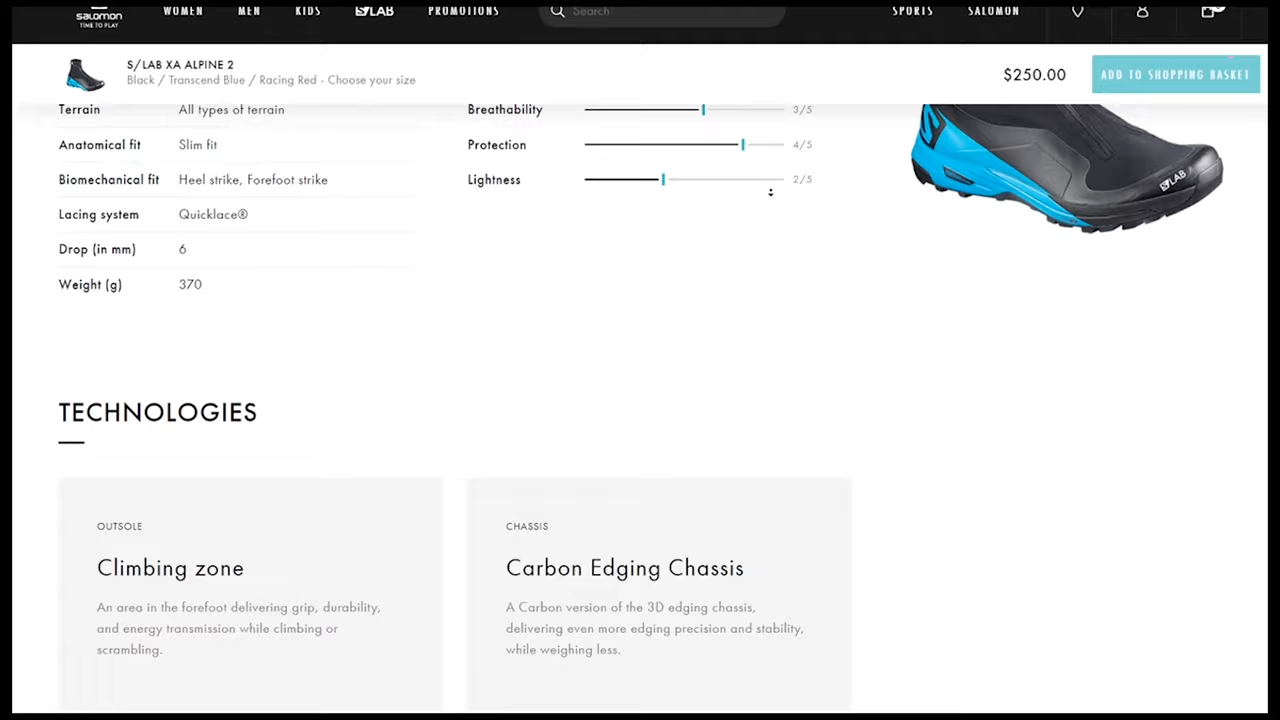 WOMEN MEN KIDS S/LAB PROMOTIONS Search SPORTS SALOMON
SALOMON
TIME TO PLAY
S/LAB XA ALPINE 2
Black / Transcend Blue / Racing Red - Choose your size
$250.00
ADD TO SHOPPING BASKET
Terrain All types of terrain
Anatomical fit Slim fit
Biomechanical fit Heel strike, Forefoot strike
Lacing system Quicklace®
Drop (in mm) 6
Weight (g) 370
Breathability 3/5
Protection 4/5
Lightness 2/5
S/LAB
TECHNOLOGIES
OUTSOLE
Climbing zone
An area in the forefoot delivering grip, durability,
and energy transmission while climbing or
scrambling.
CHASSIS
Carbon Edging Chassis
A Carbon version of the 3D edging chassis,
delivering even more edging precision and stability,
while weighing less.